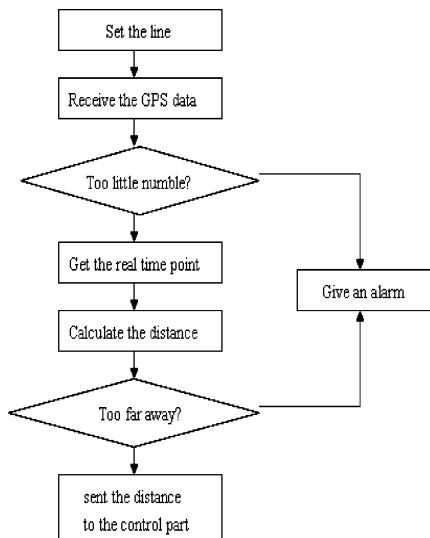 Set the line
Receive the GPS data
Too little numble?
Get the real time point
Give an alarm
Calculate the distance
Too far away?
sent the distance
to the control part